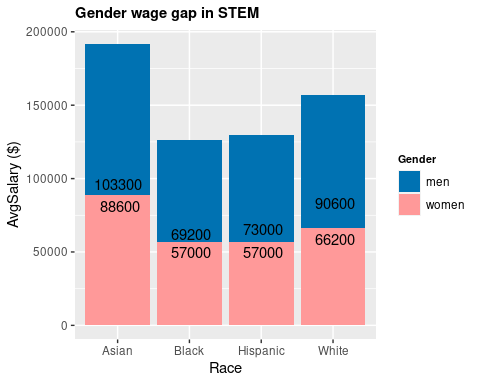 Gender wage gap in STEM
200000
150000
100000
50000
0
AvgSalary ($)
103300
88600
69200
57000
73000
57000
90600
66200
Asian
Black
Hispanic
White
Race
Gender
men
women